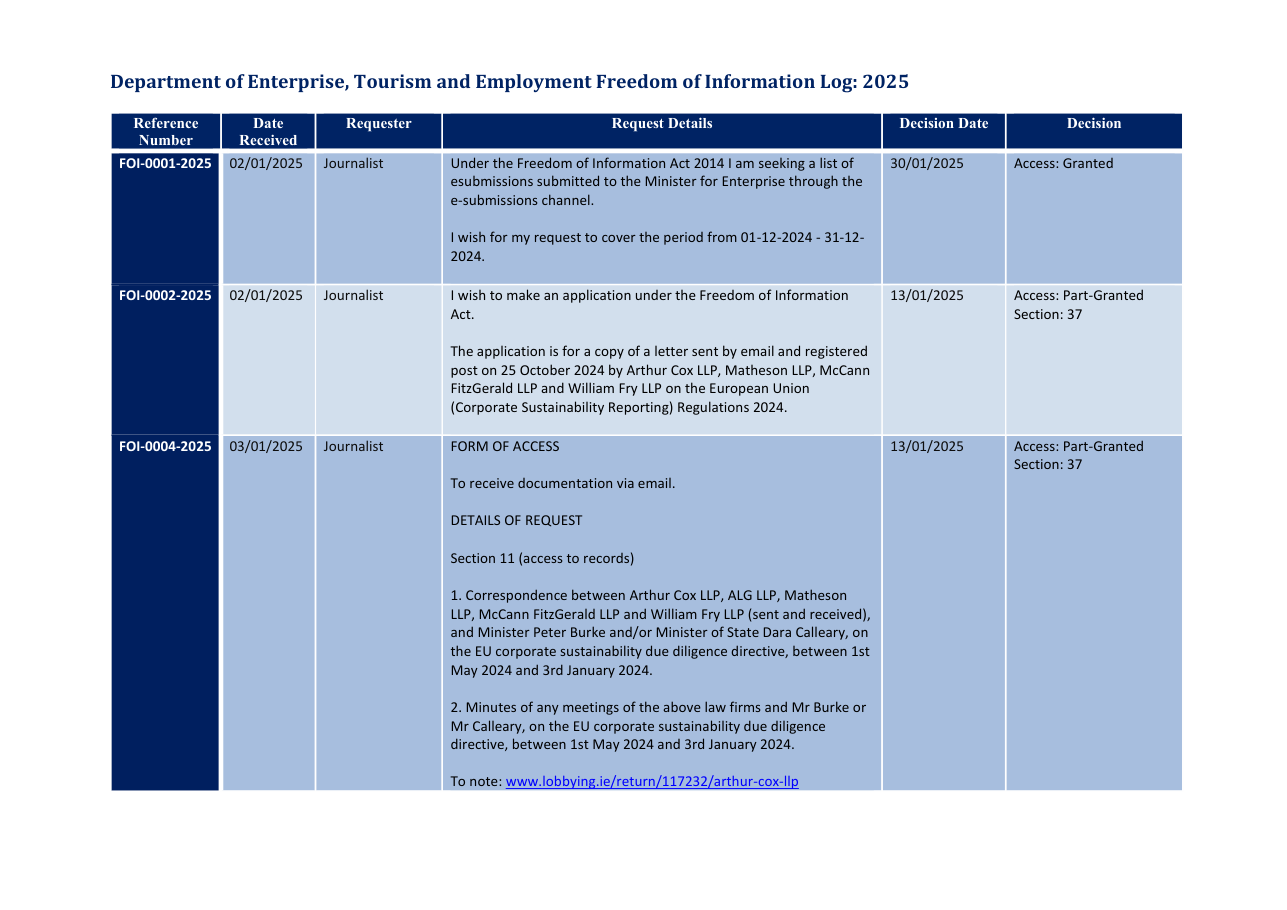 Department of Enterprise, Tourism and Employment Freedom of Information Log: 2025
Reference Number
Date Received
Requester
Request Details
Decision Date
Decision
FOI-0001-2025
02/01/2025
Journalist
Under the Freedom of Information Act 2014 I am seeking a list of
esubmissions submitted to the Minister for Enterprise through the
e-submissions channel.
I wish for my request to cover the period from 01-12-2024 - 31-12-
2024.
30/01/2025
Access: Granted
FOI-0002-2025
02/01/2025
Journalist
I wish to make an application under the Freedom of Information
Act.
The application is for a copy of a letter sent by email and registered
post on 25 October 2024 by Arthur Cox LLP, Matheson LLP, McCann
FitzGerald LLP and William Fry LLP on the European Union
(Corporate Sustainability Reporting) Regulations 2024.
13/01/2025
Access: Part-Granted
Section: 37
FOI-0004-2025
03/01/2025
Journalist
FORM OF ACCESS
To receive documentation via email.
DETAILS OF REQUEST
Section 11 (access to records)
1. Correspondence between Arthur Cox LLP, ALG LLP, Matheson
LLP, McCann FitzGerald LLP and William Fry LLP (sent and received),
and Minister Peter Burke and/or Minister of State Dara Calleary, on
the EU corporate sustainability due diligence directive, between 1st
May 2024 and 3rd January 2024.
2. Minutes of any meetings of the above law firms and Mr Burke or
Mr Calleary, on the EU corporate sustainability due diligence
directive, between 1st May 2024 and 3rd January 2024.
To note: www.lobbying.ie/return/117232/arthur-cox-llp
13/01/2025
Access: Part-Granted
Section: 37